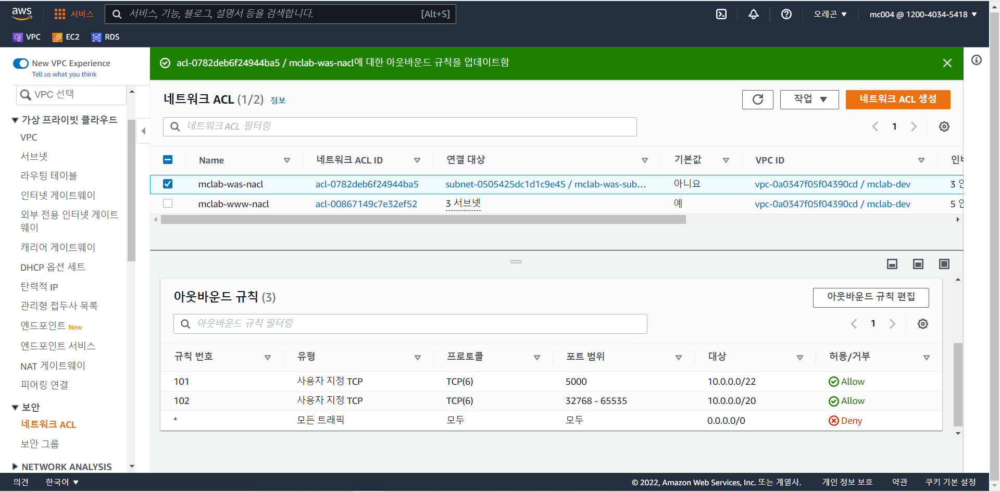 aws
서비스
서비스, 기능, 블로그, 설명서 등을 검색합니다.
[Alt+S]
오레곤 ▼
mc004 @ 1200-4034-5418 ▼
VPC
EC2
RDS
New VPC Experience
Tell us what you think
VPC 선택
가상 프라이빗 클라우드
VPC
서브넷
라우팅 테이블
인터넷 게이트웨이
외부 전용 인터넷 게이트
웨이
캐리어 게이트웨이
DHCP 옵션 세트
탄력적 IP
관리형 접두사 목록
엔드포인트 New
엔드포인트 서비스
NAT 게이트웨이
피어링 연결
보안
네트워크 ACL
보안 그룹
NETWORK ANALYSIS
acl-0782deb6f24944ba5 / mclab-was-nacl에 대한 아웃바운드 규칙을 업데이트함
네트워크 ACL (1/2) 정보
작업 ▼
네트워크 ACL 생성
네트워크 ACL 필터링
1
Name 네트워크 ACL ID 연결 대상 기본값 VPC ID
mclab-was-nacl acl-0782deb6f24944ba5 subnet-0505425dc1d1c9e45 / mclab-was-sub… 아니요 vpc-0a0347f05f04390cd / mclab-dev 3
mclab-www-nacl acl-00867149c7e32ef52 3 서브넷 예 vpc-0a0347f05f04390cd / mclab-dev 5
아웃바운드 규칙 (3)
아웃바운드 규칙 편집
아웃바운드 규칙 필터링
1
규칙 번호 유형 프로토콜 포트 범위 대상 허용/거부
101 사용자 지정 TCP TCP(6) 5000 10.0.0.0/22 Allow
102 사용자 지정 TCP TCP(6) 32768 - 65535 10.0.0.0/20 Allow
* 모든 트래픽 모두 모두 0.0.0.0/0 Deny
의견 한국어 ▼
© 2022, Amazon Web Services, Inc. 또는 계열사. 개인 정보 보호 약관 쿠키 기본 설정